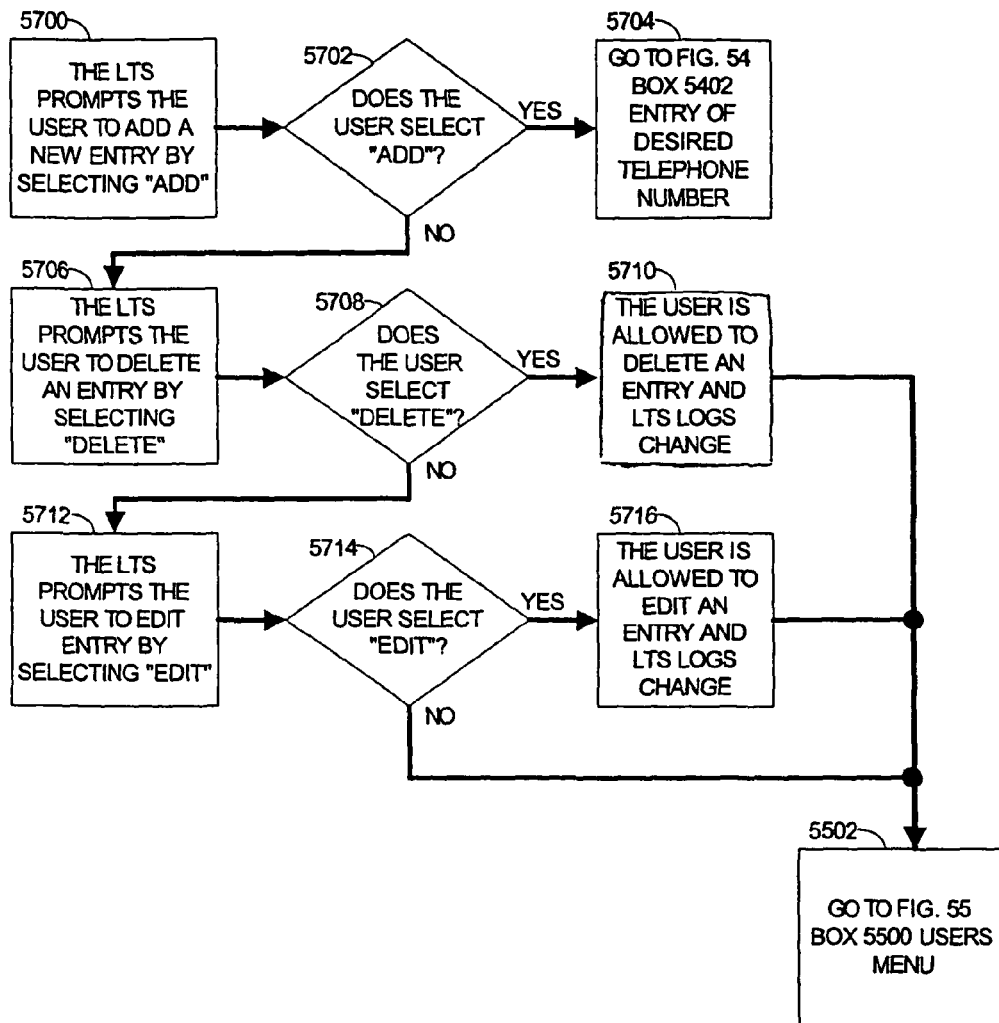 5700
THE LTS
PROMPTS THE
USER TO ADD A
NEW ENTRY BY
SELECTING "ADD"
5702
DOES THE
USER SELECT
"ADD"?
YES
NO
5704
GO TO FIG. 54
BOX 5402
ENTRY OF
DESIRED
TELEPHONE
NUMBER
5706
THE LTS
PROMPTS THE
USER TO DELETE
AN ENTRY BY
SELECTING
"DELETE"
5708
DOES
THE USER
SELECT
"DELETE"?
YES
NO
5710
THE USER IS
ALLOWED TO
DELETE AN
ENTRY AND
LTS LOGS
CHANGE
5712
THE LTS
PROMPTS THE
USER TO EDIT
ENTRY BY
SELECTING "EDIT"
5714
DOES THE
USER SELECT
"EDIT"?
YES
NO
5716
THE USER IS
ALLOWED TO
EDIT AN
ENTRY AND
LTS LOGS
CHANGE
5502
GO TO FIG. 55
BOX 5500 USERS
MENU